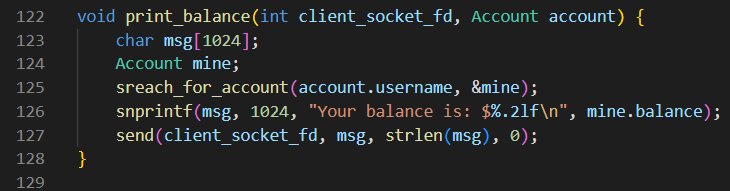 122 void print_balance(int client_socket_fd, Account account) {
123 char msg[1024];
124 Account mine;
125 sreach_for_account(account.username, &mine);
126 snprintf(msg, 1024, "Your balance is: $%.2lf\n", mine.balance);
127 send(client_socket_fd, msg, strlen(msg), 0);
128 }
129